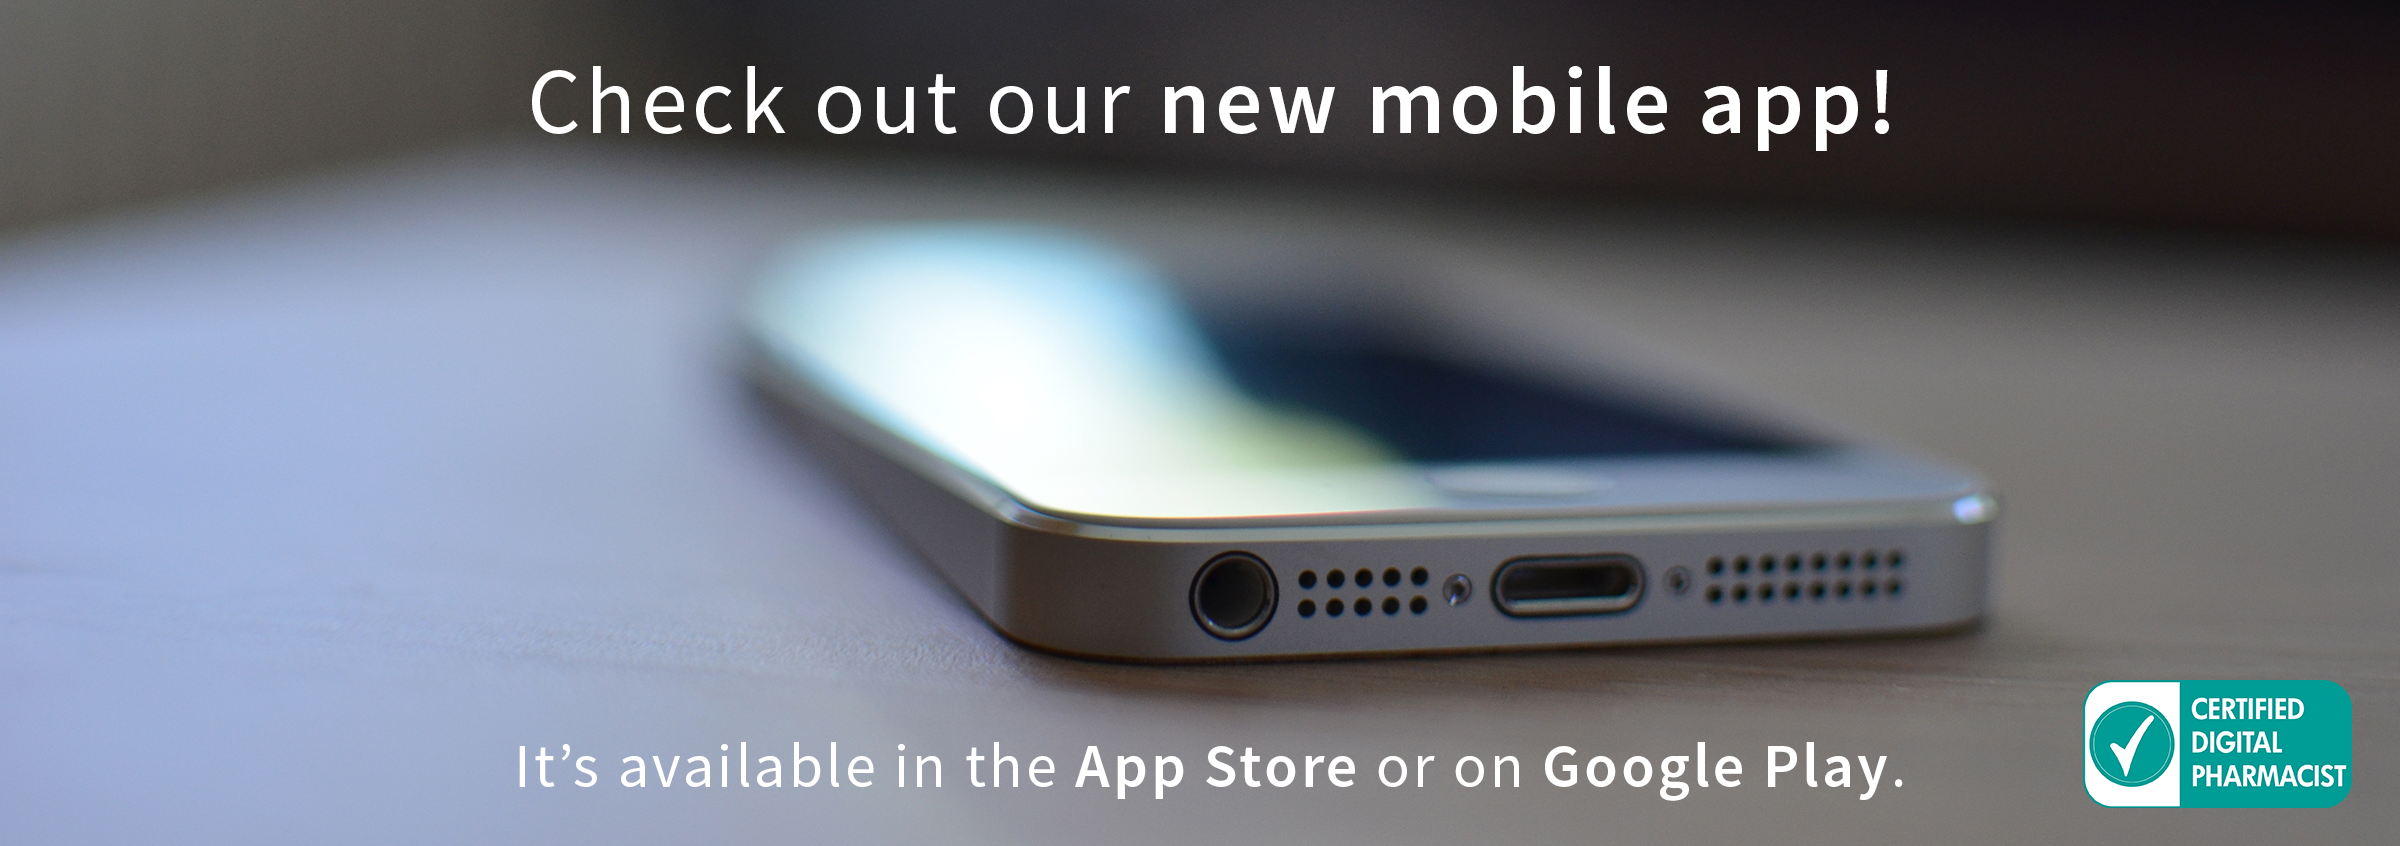 Check out our new mobile app!
It’s available in the App Store or on Google Play.
CERTIFIED
DIGITAL
PHARMACIST